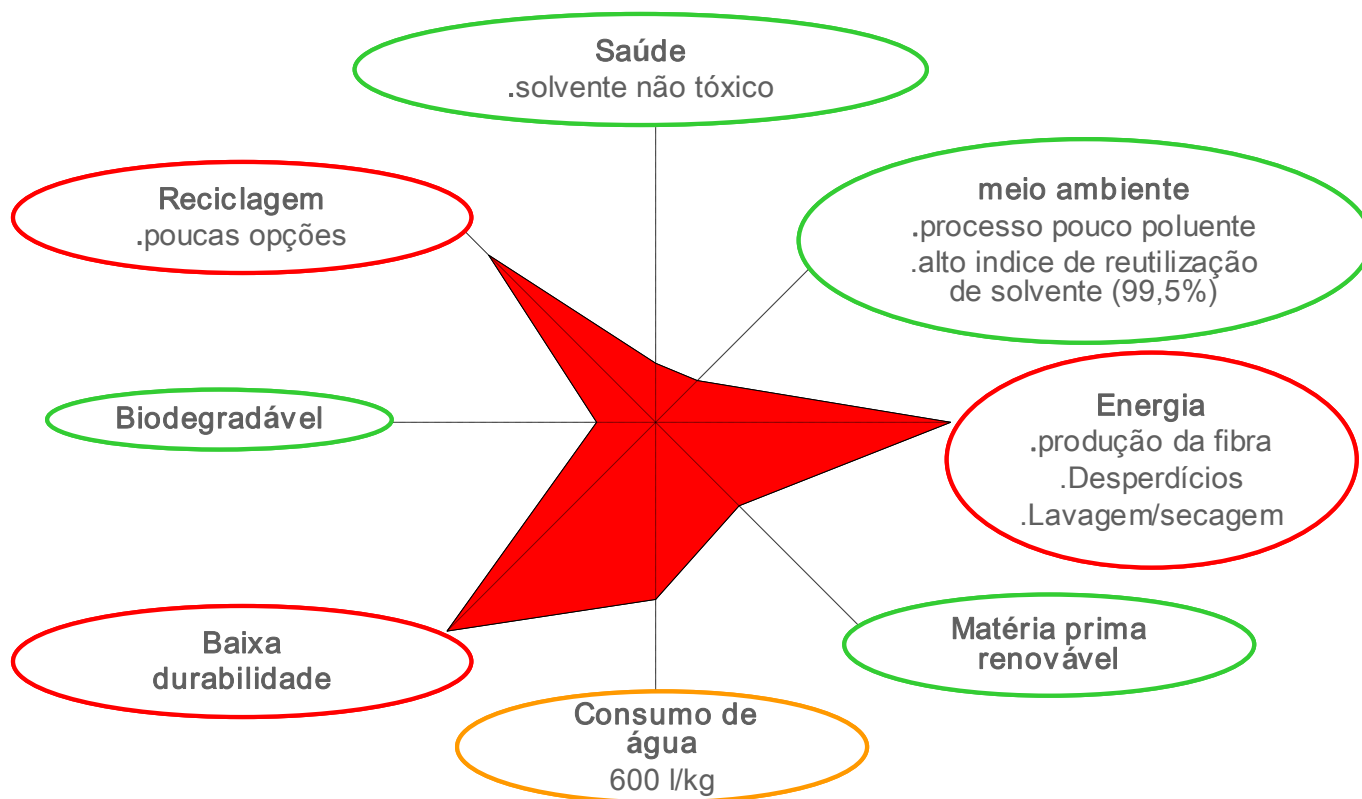 Saúde
.solvente não tóxico
meio ambiente
.processo pouco poluente
.alto indice de reutilização
de solvente (99,5%)
Energia
.produção da fibra
.Desperdícios
.Lavagem/secagem
Matéria prima
renovável
Consumo de
água
600 l/kg
Baixa
durabilidade
Biodegradável
Reciclagem
.poucas opções